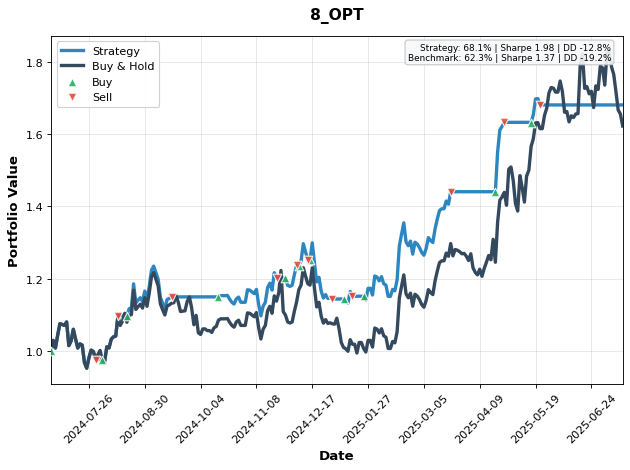 8_OPT
Strategy
Buy & Hold
Buy
Sell
Strategy: 68.1% | Sharpe 1.98 | DD -12.8%
Benchmark: 62.3% | Sharpe 1.37 | DD -19.2%
Portfolio Value
1.8
1.6
1.4
1.2
1.0
2024-07-26
2024-08-30
2024-10-04
2024-11-08
2024-12-17
2025-01-27
2025-03-05
2025-04-09
2025-05-19
2025-06-24
Date